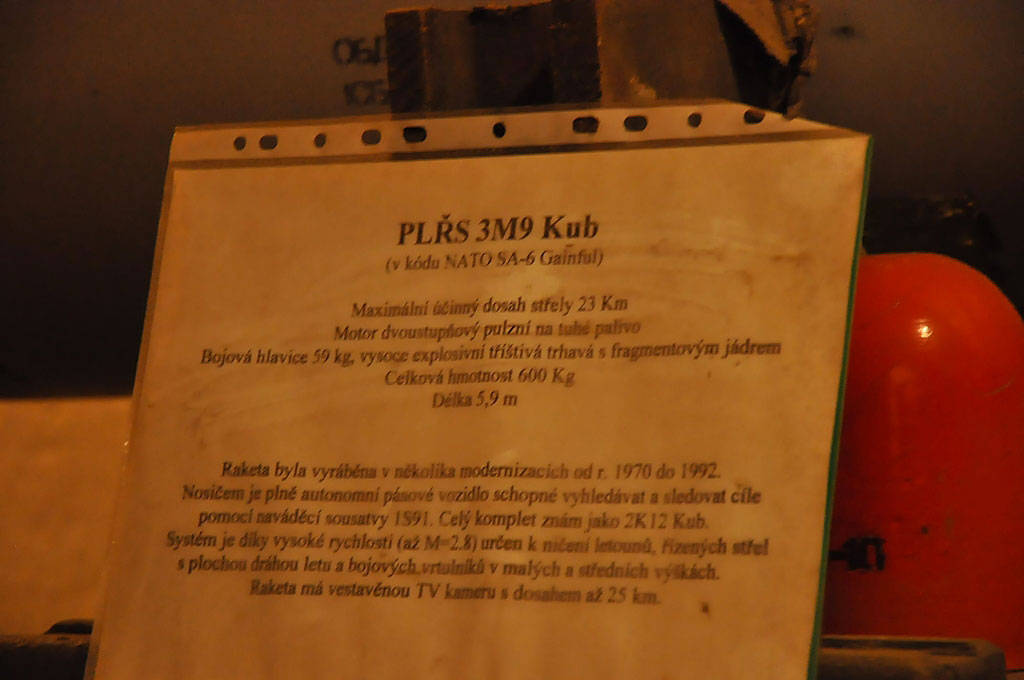 ОБЪ
PLŘS 3M9 Kub
(v kódu NATO SA-6 Gainful)
Maximální účinný dosah střely 23 Km
Motor dvoustupňový pulzní na tuhé palivo
Bojová hlavice 59 kg, vysoce explosivní tříštivá trhavá s fragmentovým jádrem
Celková hmotnost 600 Kg
Délka 5,9 m
Raketa byla vyráběna v několika modernizacích od r. 1970 do 1992.
Nosičem je plně autonomní pásové vozidlo schopné vyhledávat a sledovat cíle
pomocí naváděcí sousatvy 1S91. Celý komplet znám jako 2K12 Kub.
Systém je díky vysoké rychlosti (až M=2.8) určen k ničení letounů, řízených střel
s plochou dráhou letu a bojových vrtulníků v malých a středních výškách.
Raketa má vestavěnou TV kameru s dosahem až 25 km.